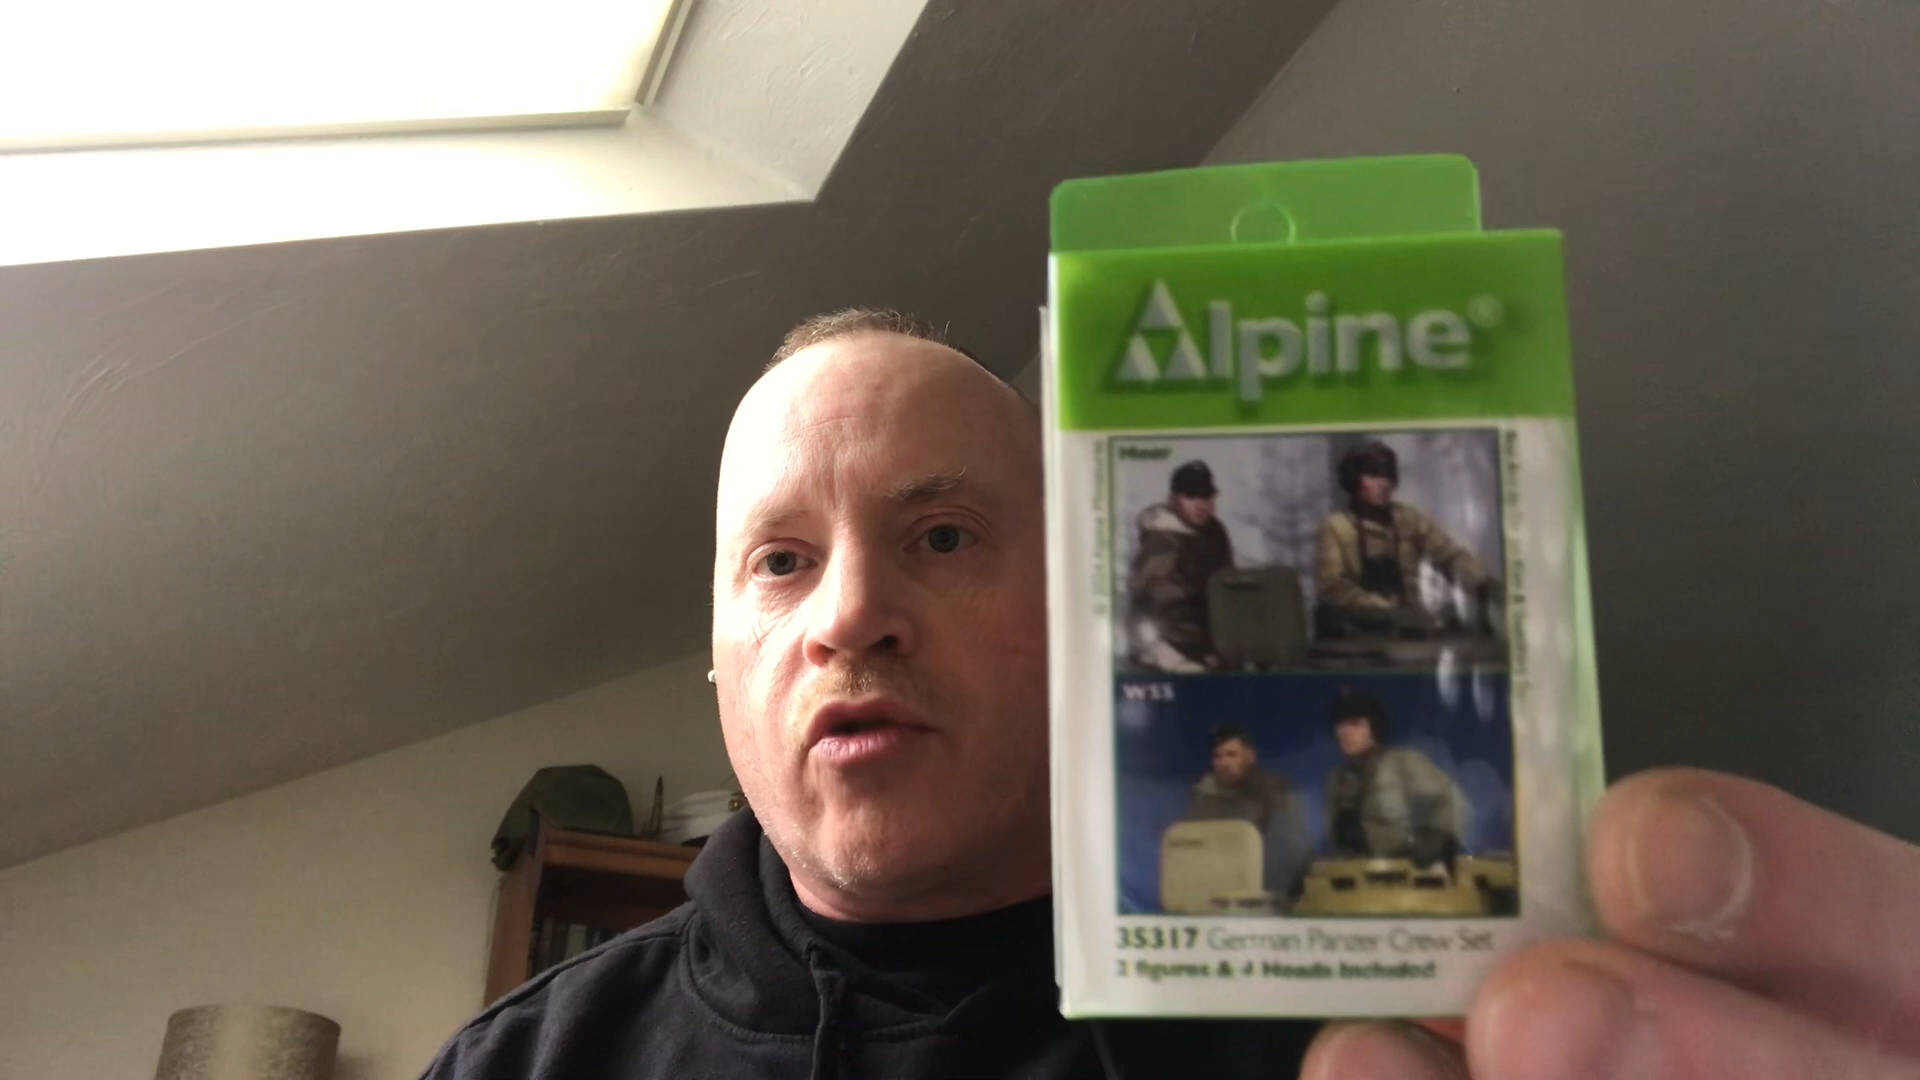 Alpine®
Heer
WSS
35317 German Panzer Crew Set
2 figures & 4 Heads Included